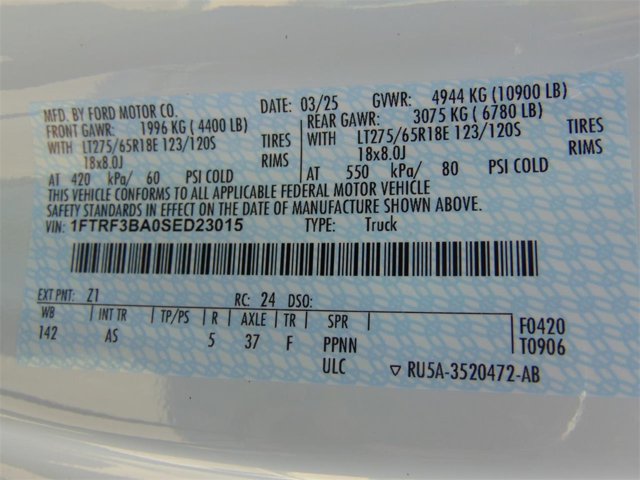 MFD. BY FORD MOTOR CO. DATE: 03/25 GVWR: 4944 KG (10900 LB)
FRONT GAWR: 1996 KG (4400 LB) REAR GAWR: 3075 KG (6780 LB)
WITH LT275/65R18E 123/120S TIRES WITH LT275/65R18E 123/120S TIRES
18x8.0J RIMS 18x8.0J RIMS
AT 420 kPa/ 60 PSI COLD AT 550 kPa/ 80 PSI COLD
THIS VEHICLE CONFORMS TO ALL APPLICABLE FEDERAL MOTOR VEHICLE
SAFETY STANDARDS IN EFFECT ON THE DATE OF MANUFACTURE SHOWN ABOVE.
VIN: 1FTRF3BA0SED23015 TYPE: Truck
EXT PNT: Z1 RC: 24 DSO:
WB INT TR TP/PS R AXLE TR SPR F0420
142 AS 5 37 F PPNN T0906
ULC RU5A-3520472-AB